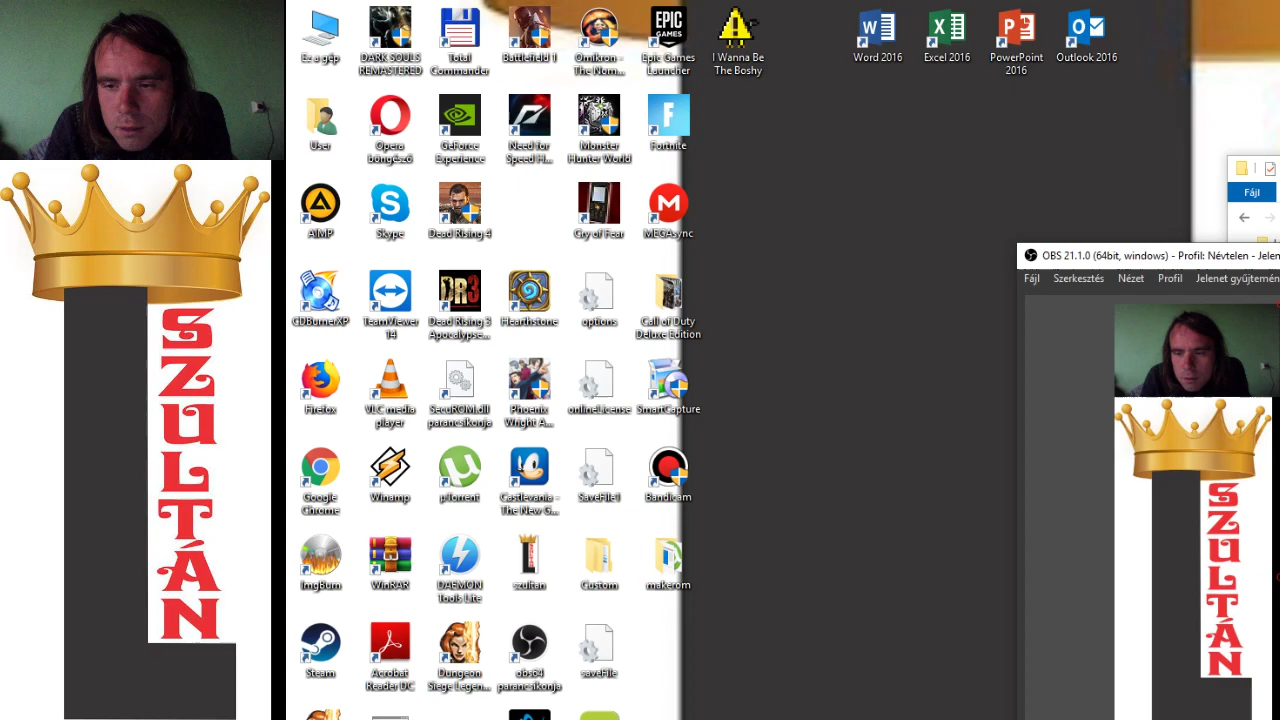 Ez a gép
DARK SOULS
REMASTERED
Total
Commander
Battlefield 1
Omikron -
The Nom...
Epic Games
Launcher
EPIC
GAMES
I Wanna Be
The Boshy
Word 2016
Excel 2016
PowerPoint
2016
Outlook 2016
User
Opera
böngésző
GeForce
Experience
Need for
Speed H...
Monster
Hunter World
Fortnite
AIMP
Skype
Dead Rising 4
Cry of Fear
MEGAsync
Fájl
CDBurnerXP
TeamViewer
14
DR3
Dead Rising 3
Apocalypse...
Hearthstone
options
Call of Duty
Deluxe Edition
OBS 21.1.0 (64bit, windows) - Profil: Névtelen - Jelen
Fájl Szerkesztés Nézet Profil Jelenet gyűjtemén
Firefox
VLC media
player
SecuROM.dll
parancsikonja
Phoenix
Wright A...
onlineLicense
SmartCapture
Google
Chrome
Winamp
µTorrent
Castlevania -
The New G...
SaveFile1
Bandicam
ImgBurn
WinRAR
DAEMON
Tools Lite
szultan
Custom
makerom
Steam
Acrobat
Reader DC
Dungeon
Siege Legen...
obs64
parancsikonja
saveFile
SZULTÁN
SZULTÁN